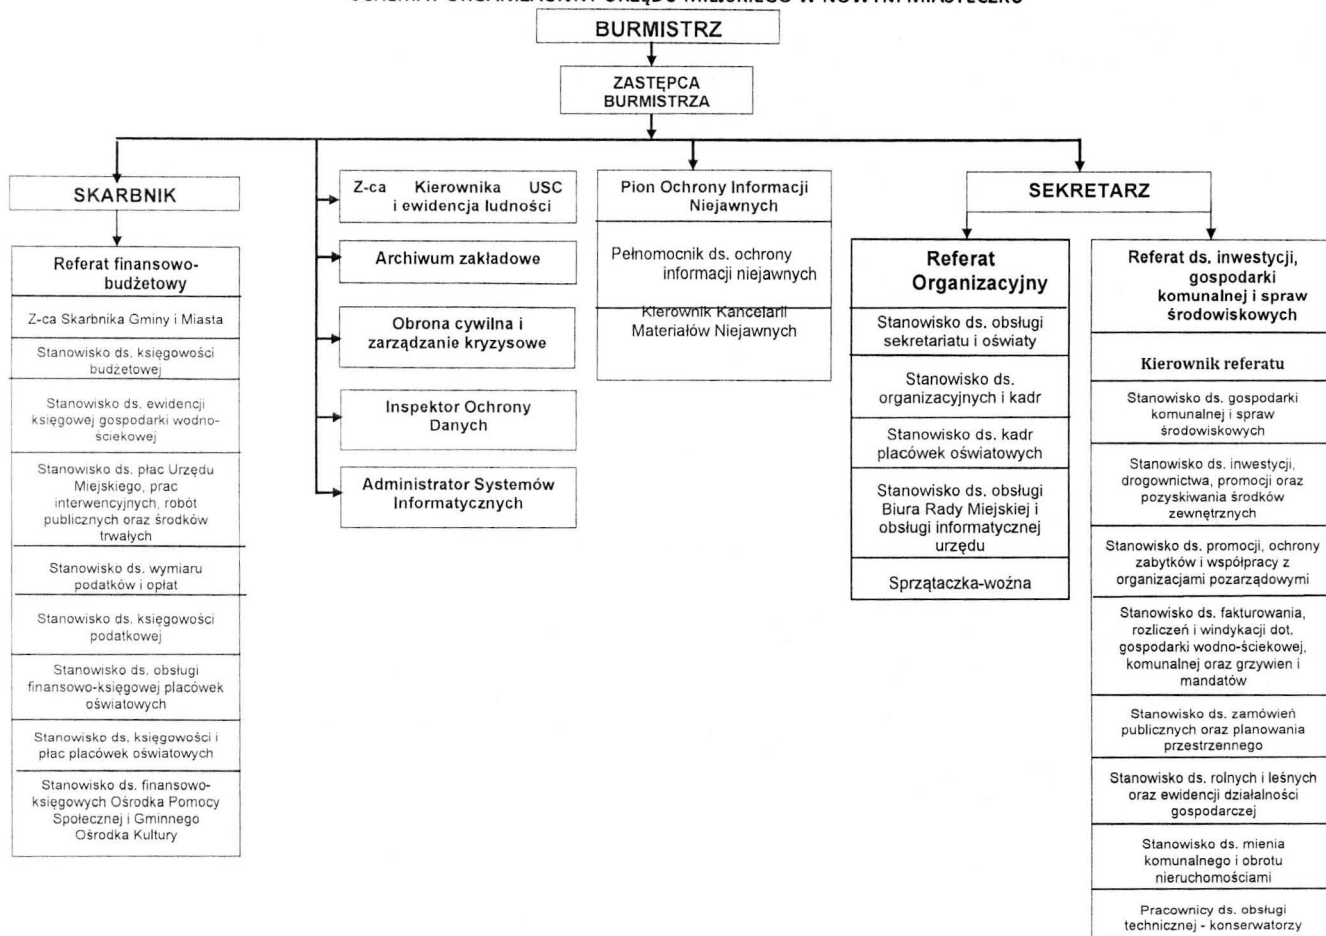 SCHEMAT ORGANIZACYJNY URZĘDU MIEJSKIEGO W NOWYM MIASTECZKU
BURMISTRZ
ZASTĘPCA
BURMISTRZA
SKARBNIK
Referat finansowo-
budżetowy
Z-ca Skarbnika Gminy i Miasta
Stanowisko ds. księgowości
budżetowej
Stanowisko ds. ewidencji
księgowej gospodarki wodno-
ściekowej
Stanowisko ds. płac Urzędu
Miejskiego, prac
interwencyjnych, robót
publicznych oraz środków
trwałych
Stanowisko ds. wymiaru
podatków i opłat
Stanowisko ds. księgowości
podatkowej
Stanowisko ds. obsługi
finansowo-księgowej placówek
oświatowych
Stanowisko ds. księgowości i
płac placówek oświatowych
Stanowisko ds. finansowo-
księgowych Ośrodka Pomocy
Społecznej i Gminnego
Ośrodka Kultury
Z-ca Kierownika USC
i ewidencja ludności
Archiwum zakładowe
Obrona cywilna i
zarządzanie kryzysowe
Inspektor Ochrony
Danych
Administrator Systemów
Informatycznych
Pion Ochrony Informacji
Niejawnych
Pełnomocnik ds. ochrony
informacji niejawnych
Kierownik Kancelarii
Materiałów Niejawnych
SEKRETARZ
Referat
Organizacyjny
Stanowisko ds. obsługi
sekretariatu i oświaty
Stanowisko ds.
organizacyjnych i kadr
Stanowisko ds. kadr
placówek oświatowych
Stanowisko ds. obsługi
Biura Rady Miejskiej i
obsługi informatycznej
urzędu
Sprzątaczka-woźna
Referat ds. inwestycji,
gospodarki
komunalnej i spraw
środowiskowych
Kierownik referatu
Stanowisko ds. gospodarki
komunalnej i spraw
środowiskowych
Stanowisko ds. inwestycji,
drogownictwa, promocji oraz
pozyskiwania środków
zewnętrznych
Stanowisko ds. promocji, ochrony
zabytków i współpracy z
organizacjami pozarządowymi
Stanowisko ds. fakturowania,
rozliczeń i windykacji dot.
gospodarki wodno-ściekowej,
komunalnej oraz grzywien i
mandatów
Stanowisko ds. zamówień
publicznych oraz planowania
przestrzennego
Stanowisko ds. rolnych i leśnych
oraz ewidencji działalności
gospodarczej
Stanowisko ds. mienia
komunalnego i obrotu
nieruchomościami
Pracownicy ds. obsługi
technicznej - konserwatorzy